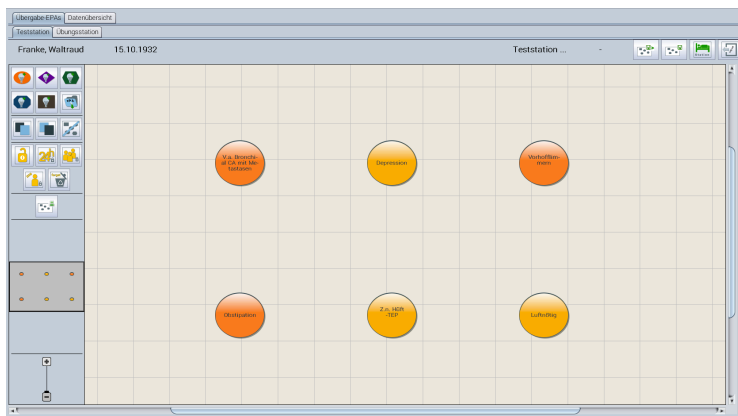 Übergabe-EPAs Datenübersicht
Teststation Übungsstation
Franke, Waltraud 15.10.1932 Teststation ... -
V.a. Bronchi-
al CA mit Me-
tastasen
Depression
Vorhofflim-
mern
Obstipation
Z.n. Hüft
-TEP
Luftnötig